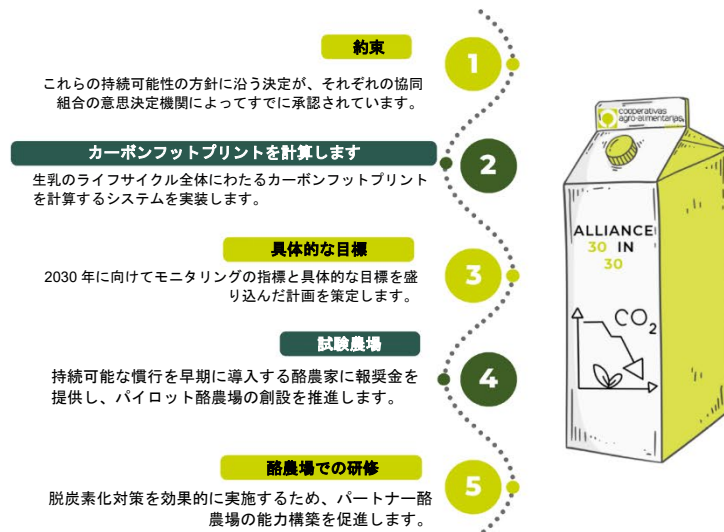 約束
1
これらの持続可能性の方針に沿う決定が、それぞれの協同
組合の意思決定機関によってすでに承認されています。
カーボンフットプリントを計算します
2
生乳のライフサイクル全体にわたるカーボンフットプリント
を計算するシステムを実装します。
具体的な目標
3
2030 年に向けてモニタリングの指標と具体的な目標を盛
り込んだ計画を策定します。
試験農場
4
持続可能な慣行を早期に導入する酪農家に報奨金を
提供し、パイロット酪農場の創設を推進します。
酪農場での研修
5
脱炭素化対策を効果的に実施するため、パートナー酪
農場の能力構築を促進します。
cooperativas
agro-alimentarias
ALLIANCE
30 IN
30
CO2